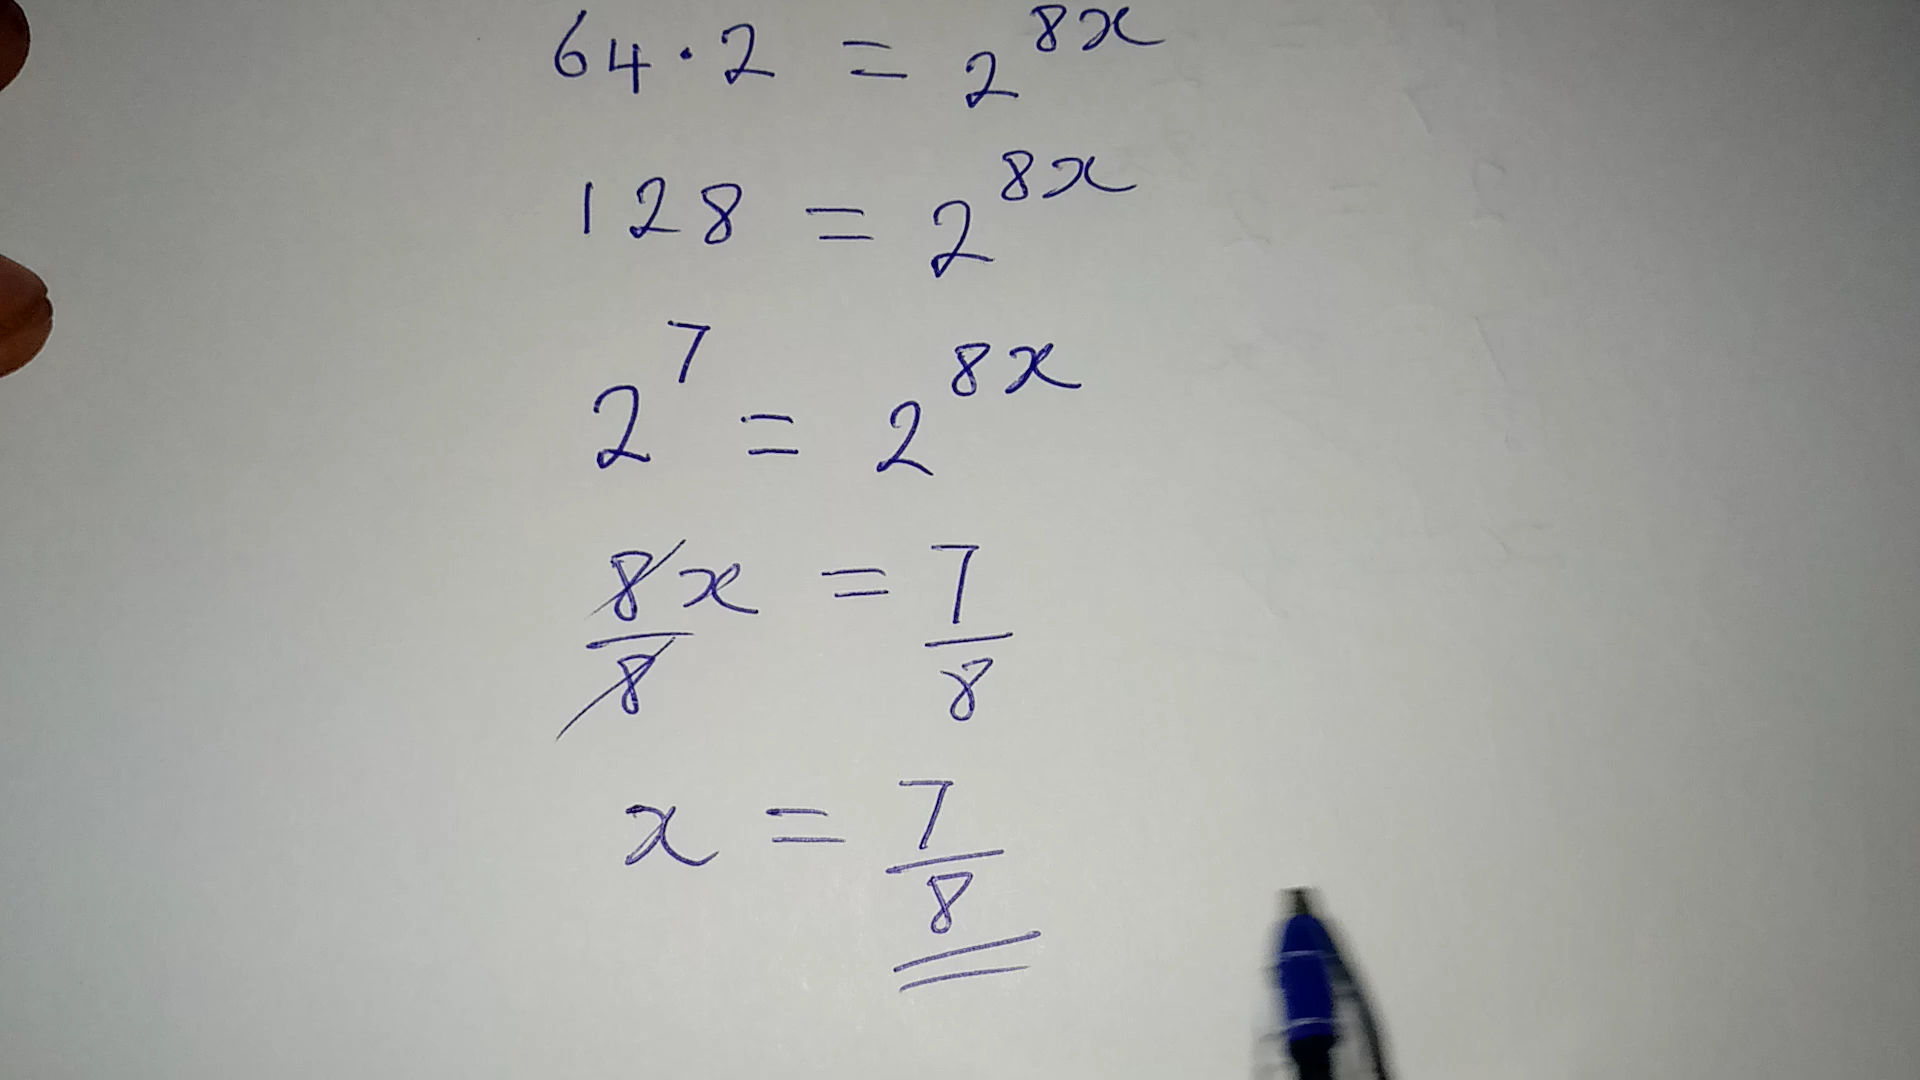 64·2 = 2^{8x}
128 = 2^{8x}
2^7 = 2^{8x}
8x/8 = 7/8
x = 7/8